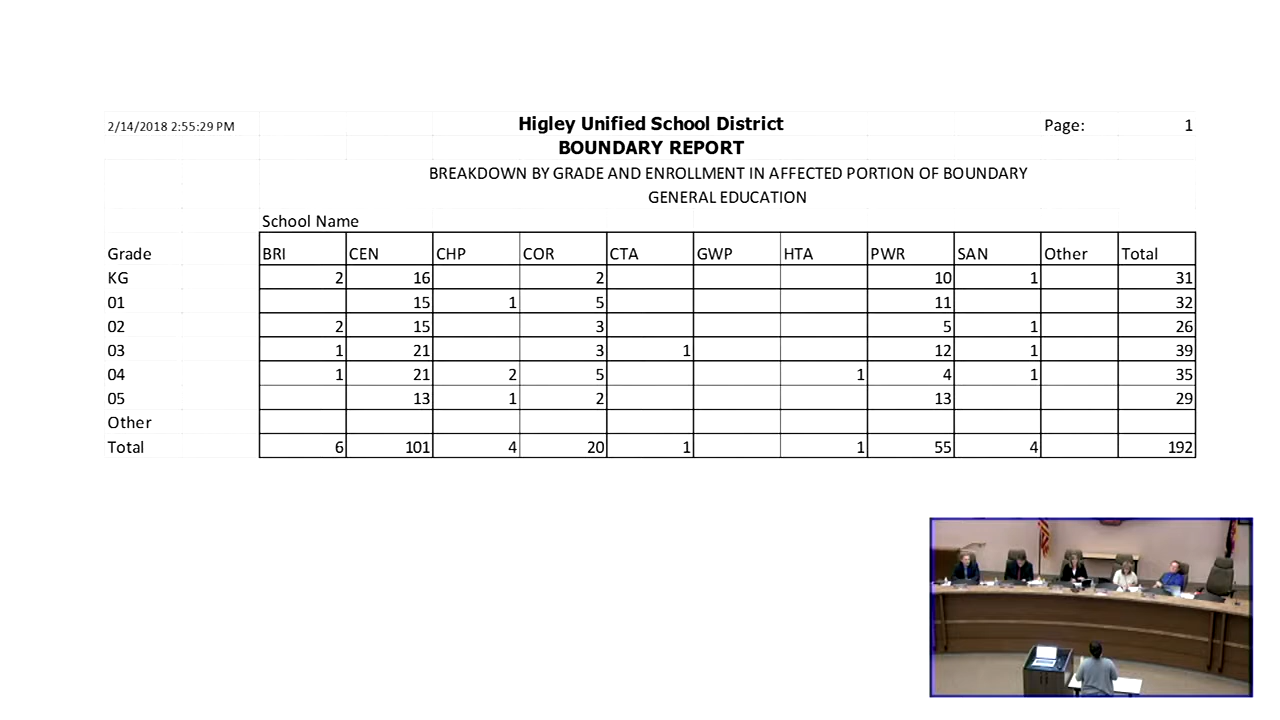 2/14/2018 2:55:29 PM Higley Unified School District Page: 1
BOUNDARY REPORT
BREAKDOWN BY GRADE AND ENROLLMENT IN AFFECTED PORTION OF BOUNDARY
GENERAL EDUCATION
School Name
Grade BRI CEN CHP COR CTA GWP HTA PWR SAN Other Total
KG 2 16 2 10 1 31
01 15 1 5 11 32
02 2 15 3 5 1 26
03 1 21 3 1 12 1 39
04 1 21 2 5 1 4 1 35
05 13 1 2 13 29
Other
Total 6 101 4 20 1 1 55 4 192